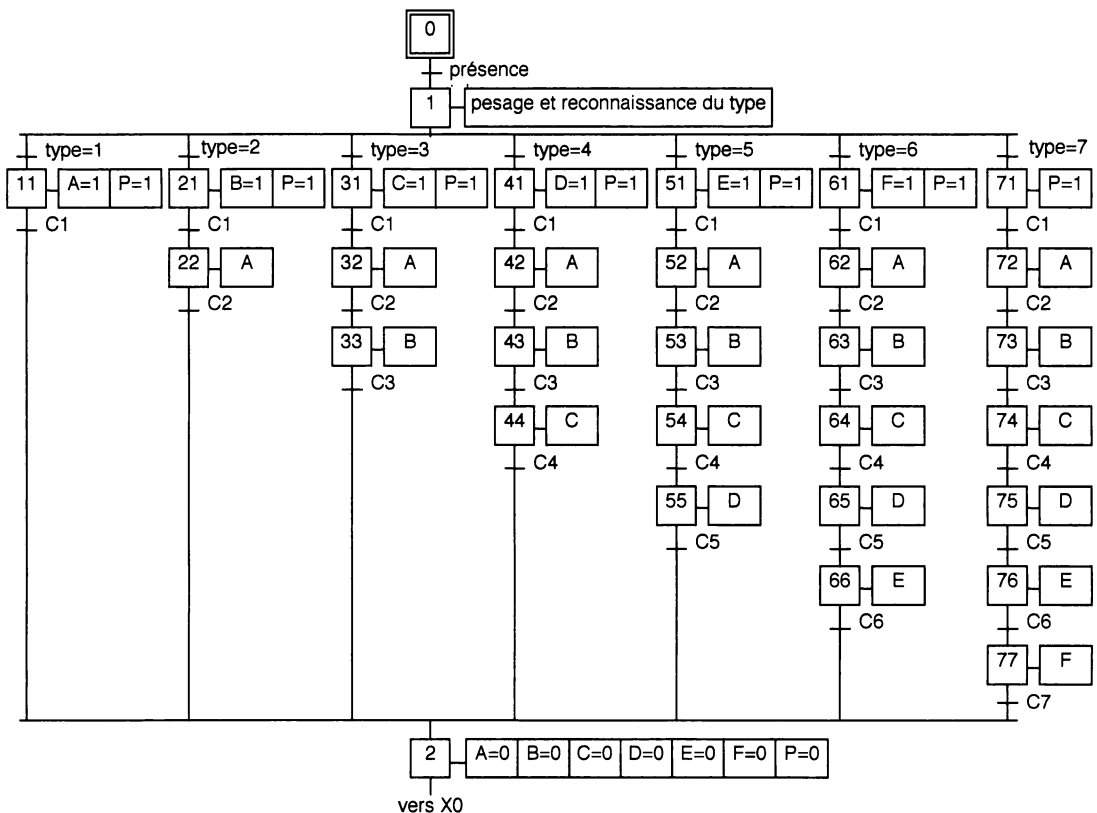 0
présence
1 pesage et reconnaissance du type
type=1 type=2 type=3 type=4 type=5 type=6 type=7
11 A=1 P=1 21 B=1 P=1 31 C=1 P=1 41 D=1 P=1 51 E=1 P=1 61 F=1 P=1 71 P=1
C1 C1 C1 C1 C1 C1 C1
22 A 32 A 42 A 52 A 62 A 72 A
C2 C2 C2 C2 C2 C2
33 B 43 B 53 B 63 B 73 B
C3 C3 C3 C3 C3
44 C 54 C 64 C 74 C
C4 C4 C4 C4
55 D 65 D 75 D
C5 C5 C5
66 E 76 E
C6 C6
77 F
C7
2 A=0 B=0 C=0 D=0 E=0 F=0 P=0
vers X0